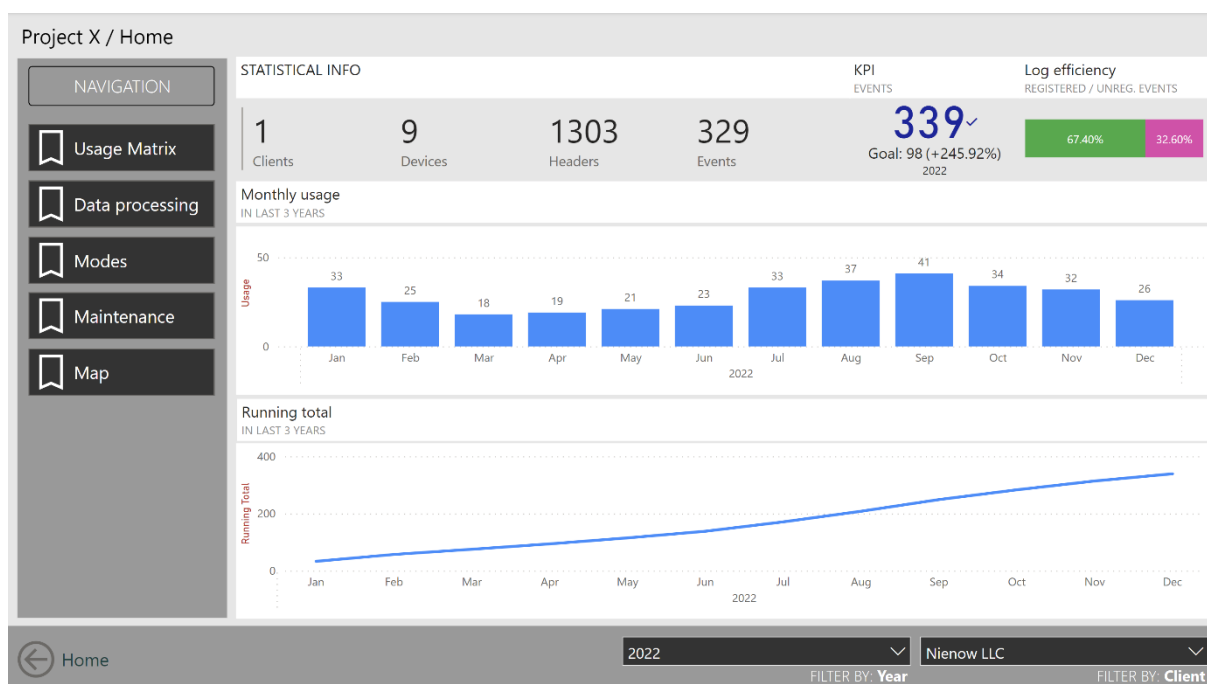 Project X / Home
NAVIGATION
Usage Matrix
Data processing
Modes
Maintenance
Map
STATISTICAL INFO
KPI
EVENTS
Log efficiency
REGISTERED / UNREG. EVENTS
1
Clients
9
Devices
1303
Headers
329
Events
339
Goal: 98 (+245.92%)
2022
67.40% 32.60%
Monthly usage
IN LAST 3 YEARS
Usage
50
0
33 25 18 19 21 23 33 37 41 34 32 26
Jan Feb Mar Apr May Jun Jul Aug Sep Oct Nov Dec
2022
Running total
IN LAST 3 YEARS
Running Total
400
200
0
Jan Feb Mar Apr May Jun Jul Aug Sep Oct Nov Dec
2022
Home
2022
FILTER BY: Year
Nienow LLC
FILTER BY: Client